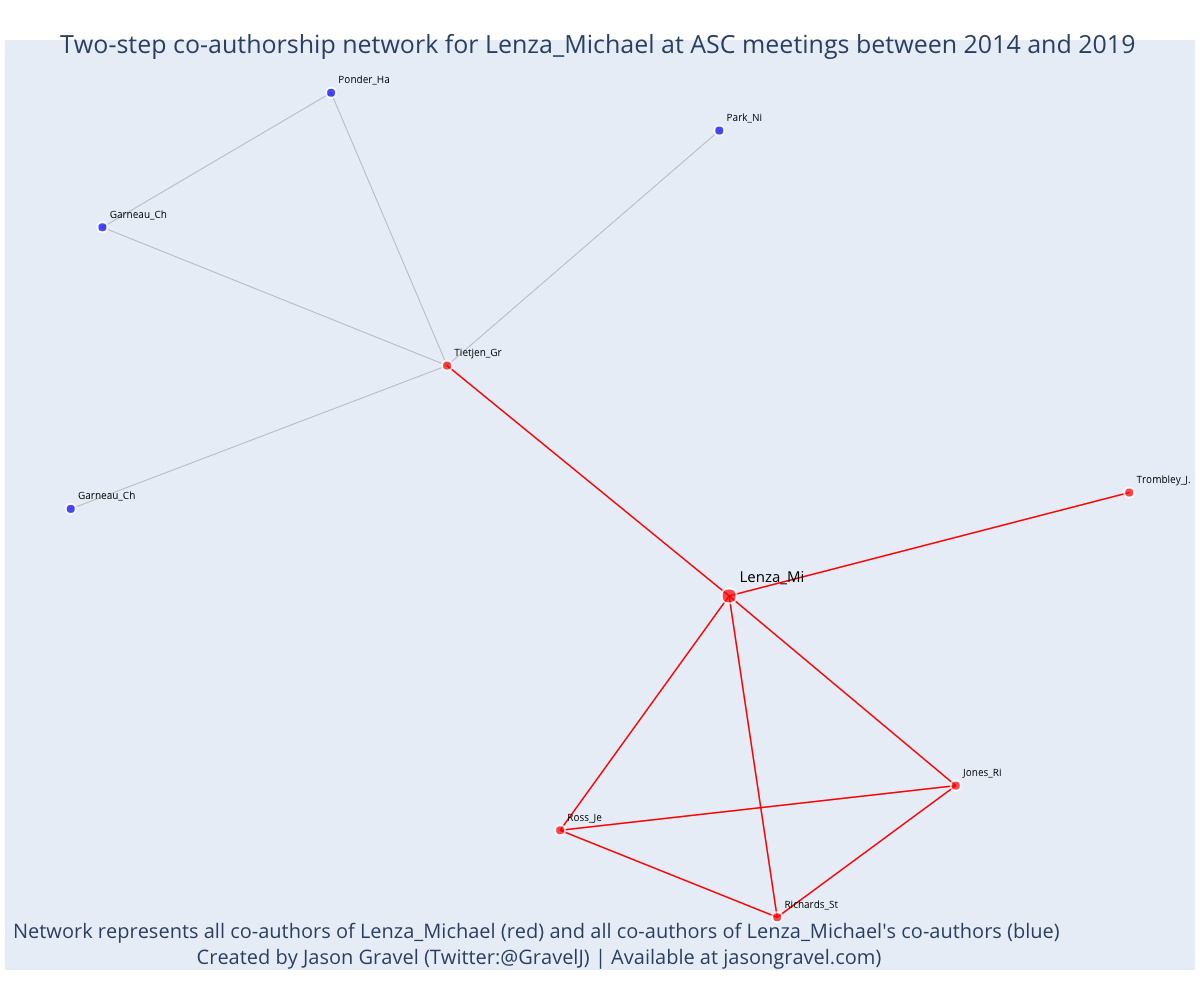 Two-step co-authorship network for Lenza_Michael at ASC meetings between 2014 and 2019
Ponder_Ha
Park_Ni
Garneau_Ch
Tietjen_Gr
Trombley_J.
Garneau_Ch
Lenza_Mi
Jones_Ri
Ross_Je
Richards_St
Network represents all co-authors of Lenza_Michael (red) and all co-authors of Lenza_Michael's co-authors (blue)
Created by Jason Gravel (Twitter:@GravelJ) | Available at jasongravel.com)